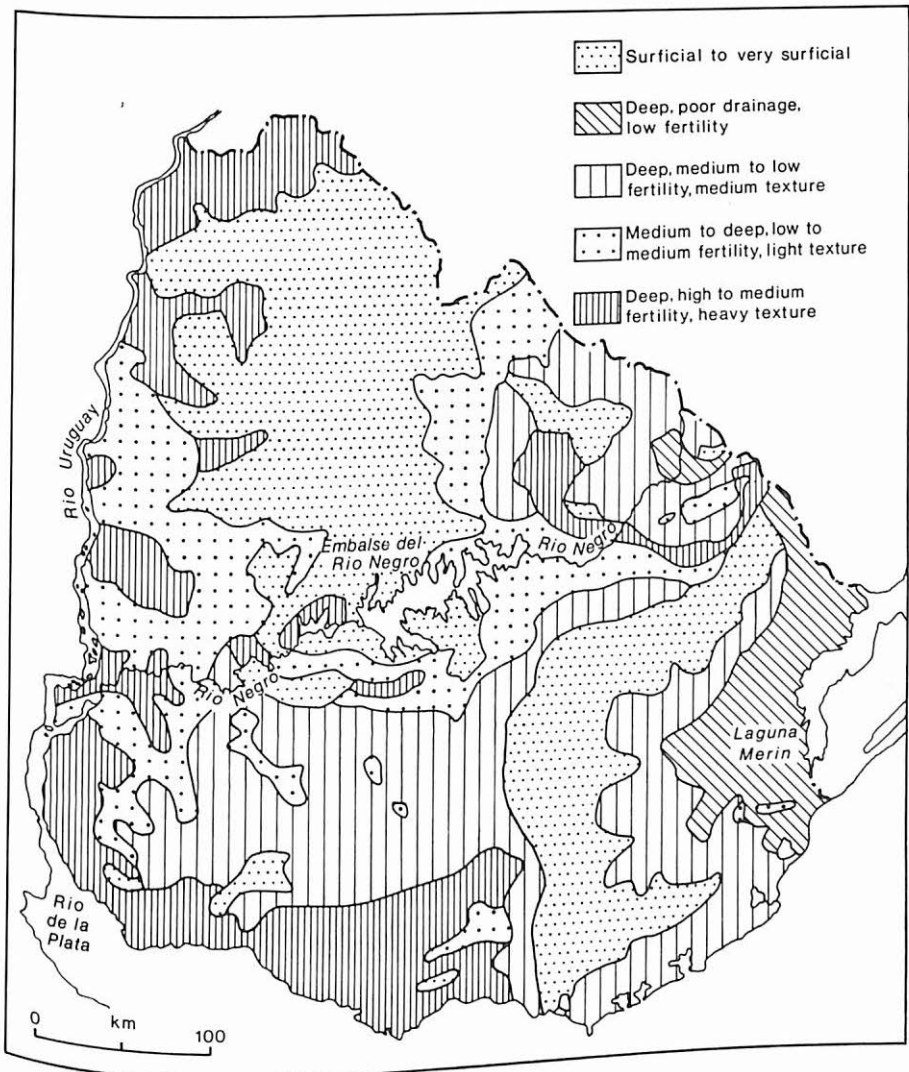 Surficial to very surficial
Deep, poor drainage,
low fertility
Deep, medium to low
fertility, medium texture
Medium to deep, low to
medium fertility, light texture
Deep, high to medium
fertility, heavy texture
Rio Uruguay
Embalse del
Rio Negro
Rio Negro
Rio Negro
Laguna
Merin
Rio
de la
Plata
0 km 100